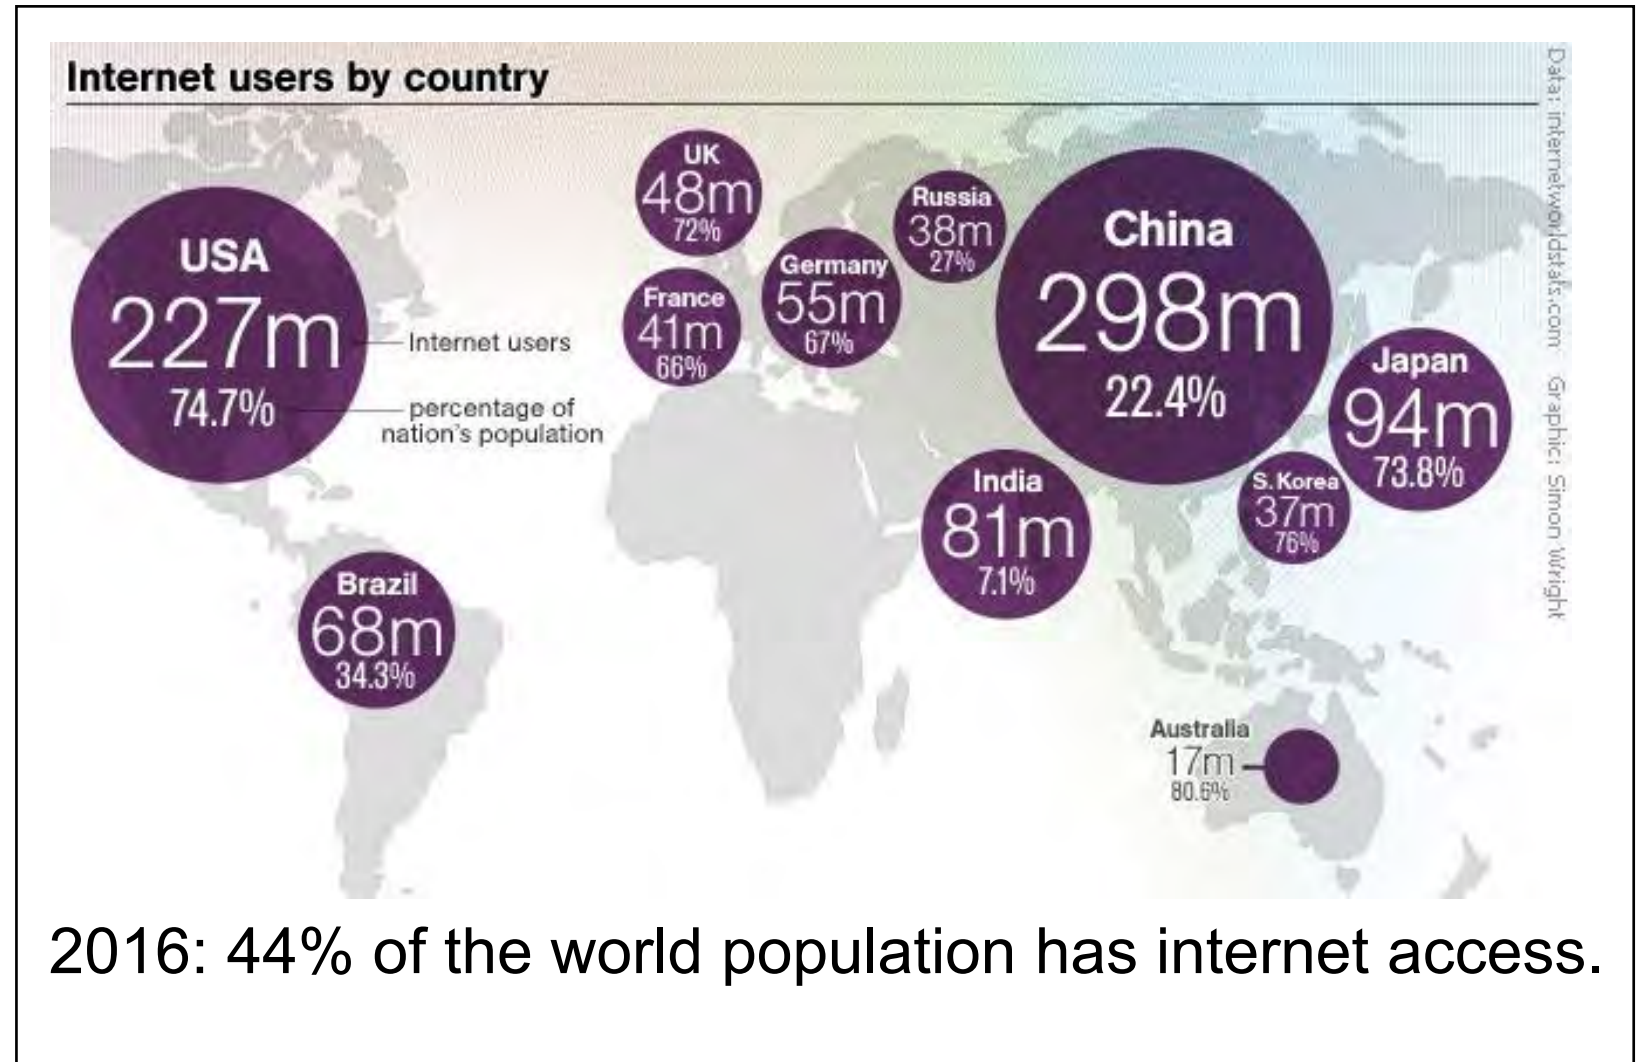 Internet users by country
USA
227m
74.7%
Internet users
percentage of
nation's population
UK
48m
72%
France
41m
66%
Germany
55m
67%
Russia
38m
27%
China
298m
22.4%
Japan
94m
73.8%
S.Korea
37m
76%
India
81m
7.1%
Brazil
68m
34.3%
Australia
17m
80.6%
Data: internetworldstats.com Graphic: Simon Wright
2016: 44% of the world population has internet access.